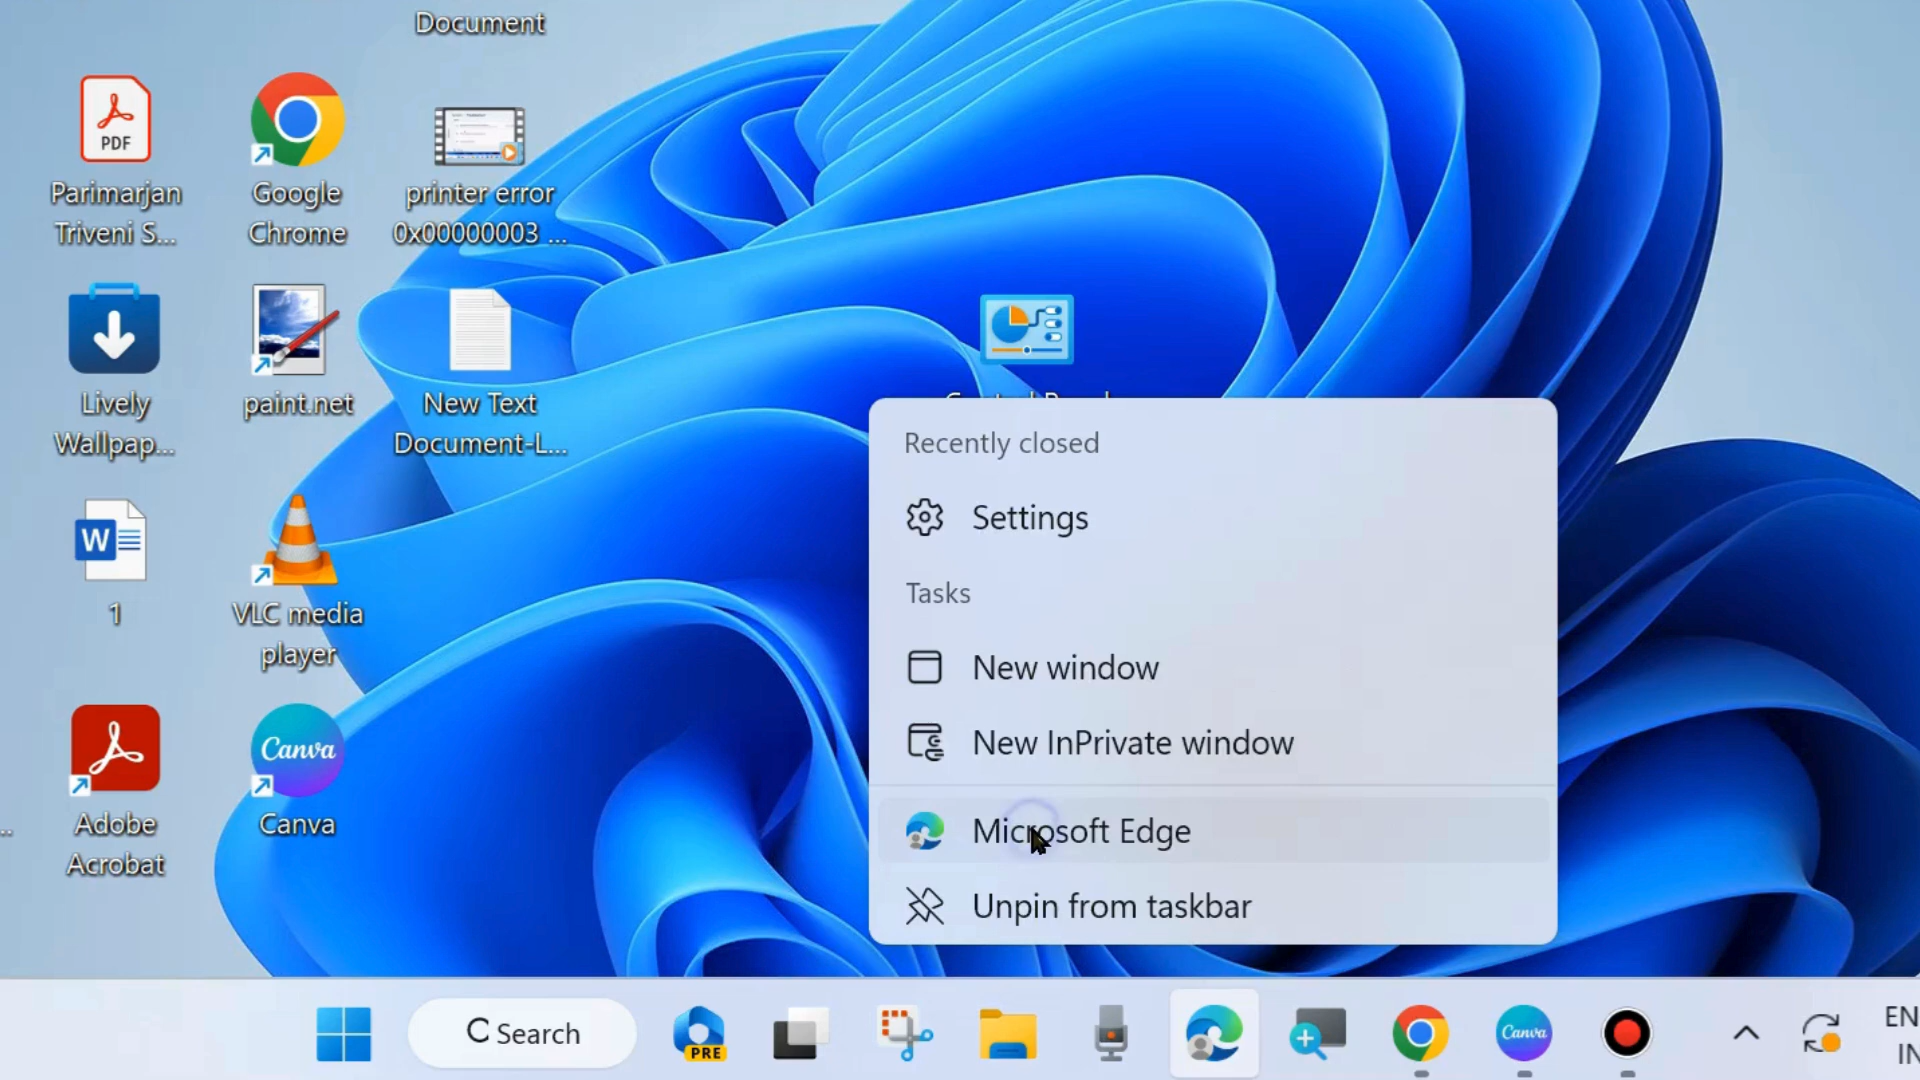 Document
PDF
Parimarjan
Triveni S...
Google
Chrome
printer error
0x00000003 ...
Lively
Wallpap...
paint.net
New Text
Document-L...
W
1
VLC media
player
Canva
Adobe
Acrobat
Canva
Recently closed
Settings
Tasks
New window
New InPrivate window
Microsoft Edge
Unpin from taskbar
Search
PRE
Canva
EN
IN